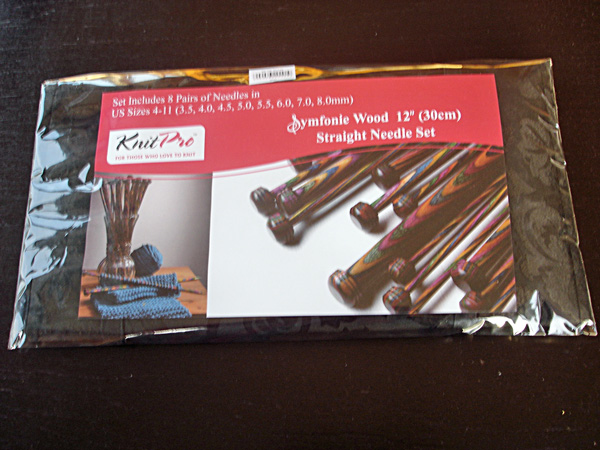 Set Includes 8 Pairs of Needles in
US Sizes 4-11 (3.5, 4.0, 4.5, 5.0, 5.5, 6.0, 7.0, 8.0mm)
KnitPro
FOR THOSE WHO LOVE TO KNIT
Symfonie Wood 12" (30cm)
Straight Needle Set